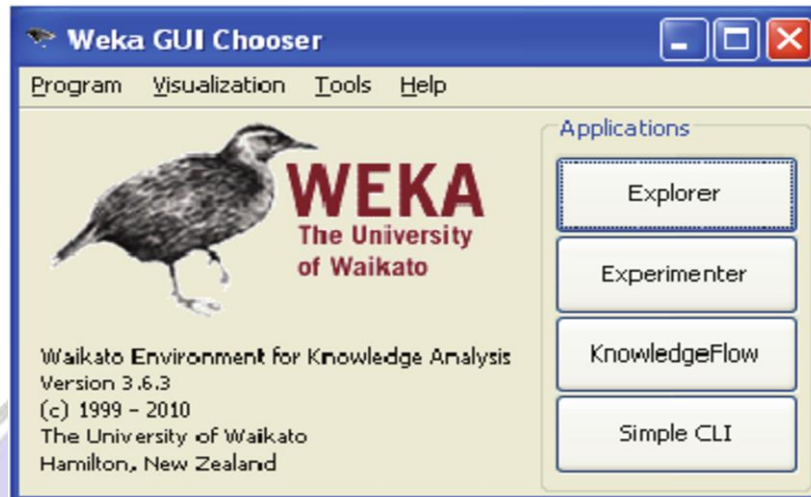 Weka GUI Chooser
Program Visualization Tools Help
Applications
WEKA
The University
of Waikato
Explorer
Experimenter
KnowledgeFlow
Simple CLI
Waikato Environment for Knowledge Analysis
Version 3.6.3
(c) 1999 - 2010
The University of Waikato
Hamilton, New Zealand